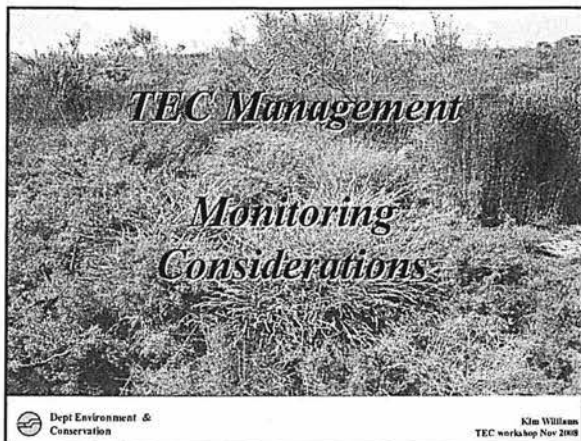 TEC Management
Monitoring
Considerations
Dept Environment &
Conservation
Kim Williams
TEC workshop Nov 2008